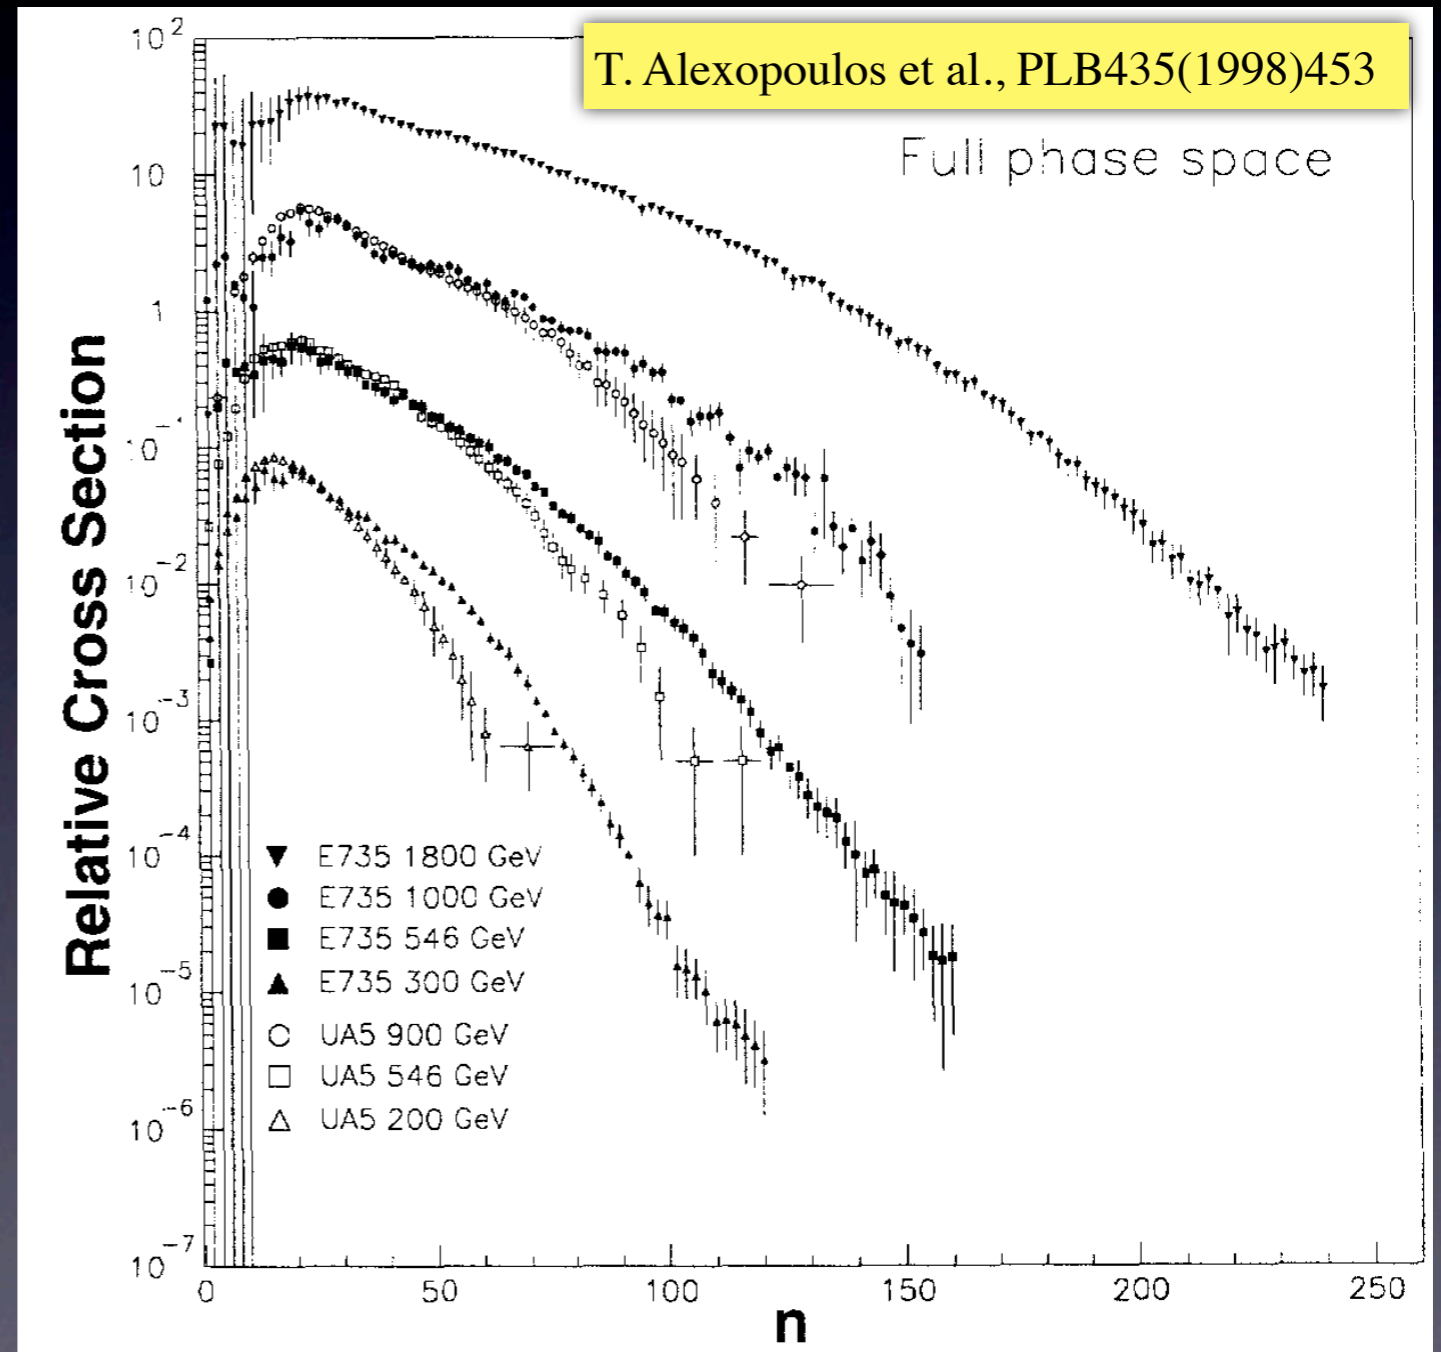 T. Alexopoulos et al., PLB435(1998)453
Full phase space
Relative Cross Section
10^2
10
1
10^-1
10^-2
10^-3
10^-4
10^-5
10^-6
10^-7
▼ E735 1800 GeV
● E735 1000 GeV
■ E735 546 GeV
▲ E735 300 GeV
○ UA5 900 GeV
□ UA5 546 GeV
△ UA5 200 GeV
0 50 100 150 200 250
n